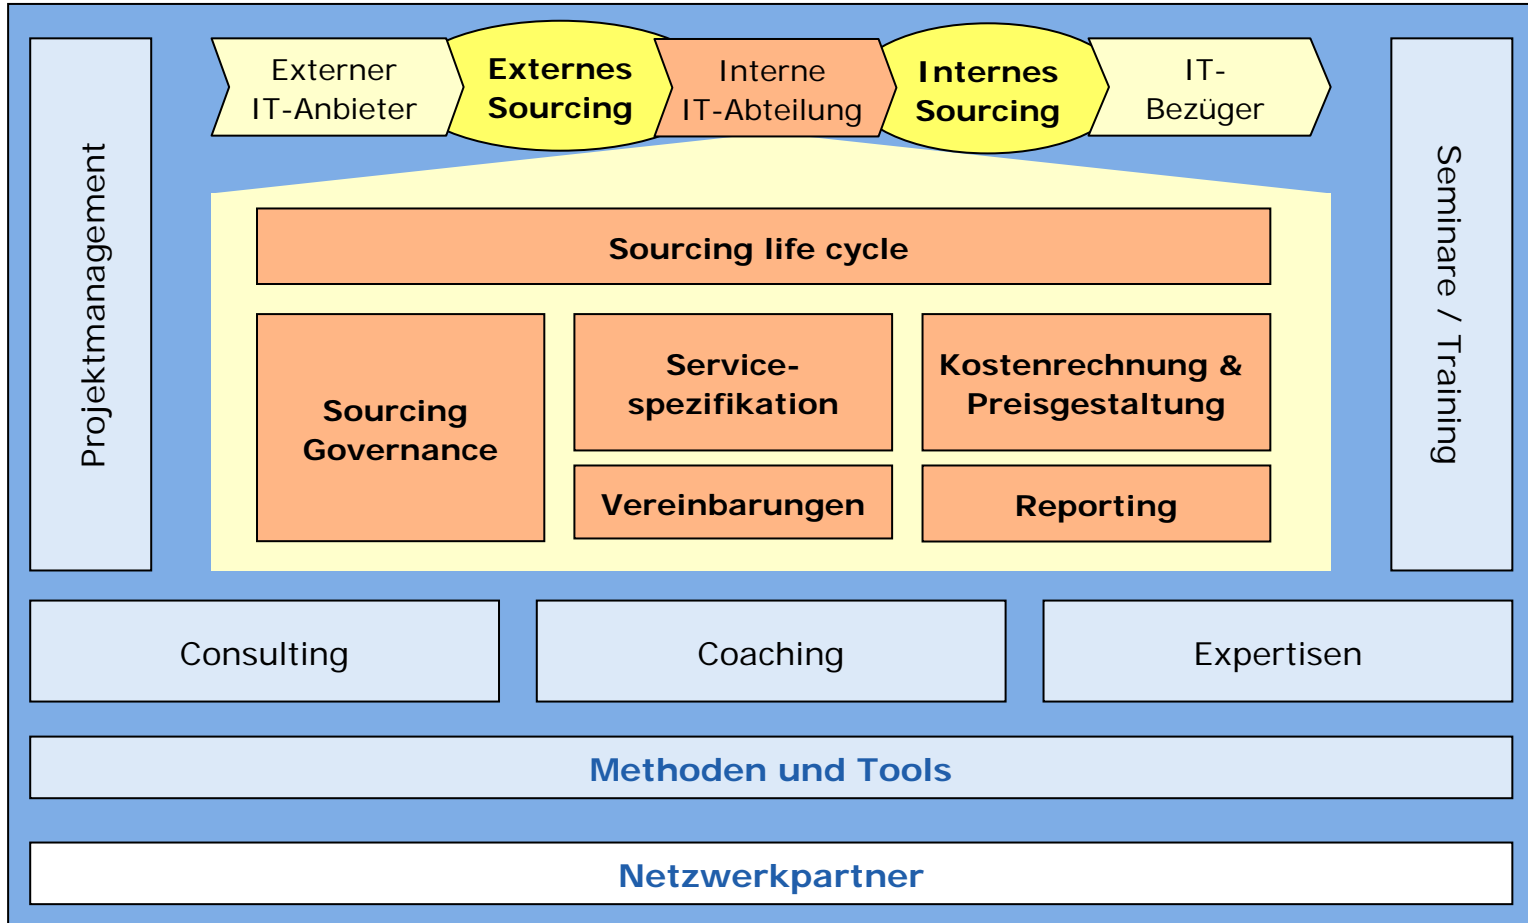 Projektmanagement
Externer
IT-Anbieter
Externes
Sourcing
Interne
IT-Abteilung
Internes
Sourcing
IT-
Bezüger
Seminare / Training
Sourcing life cycle
Sourcing
Governance
Service-
spezifikation
Kostenrechnung &
Preisgestaltung
Vereinbarungen
Reporting
Consulting
Coaching
Expertisen
Methoden und Tools
Netzwerkpartner